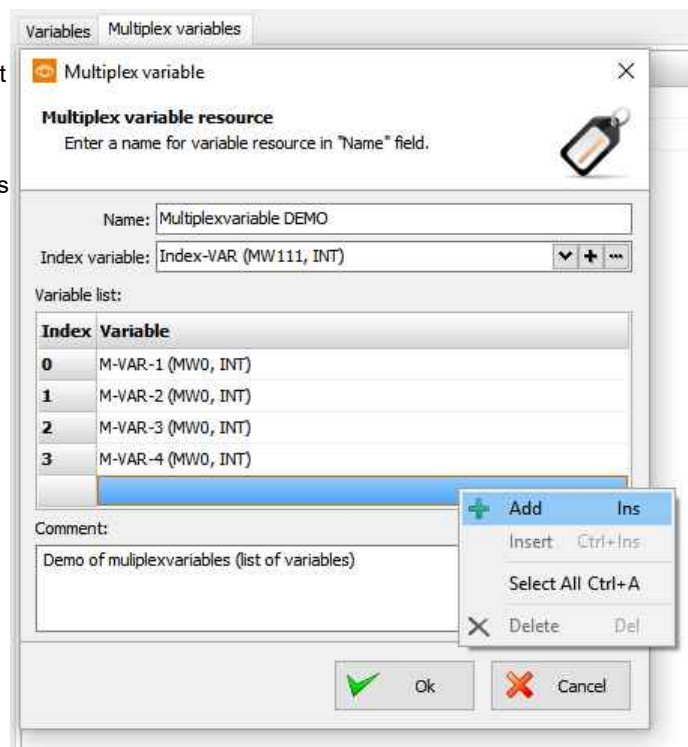 Variables Multiplex variables
t
Multiplex variable
Multiplex variable resource
Enter a name for variable resource in "Name" field.
s
Name: Multiplexvariable DEMO
Index variable: Index-VAR (MW111, INT)
Variable list:
Index Variable
0 M-VAR-1 (MW0, INT)
1 M-VAR-2 (MW0, INT)
2 M-VAR-3 (MW0, INT)
3 M-VAR-4 (MW0, INT)
Add Ins
Comment:
Insert Ctrl+Ins
Demo of muliplexvariables (list of variables)
Select All Ctrl+A
Delete Del
Ok Cancel